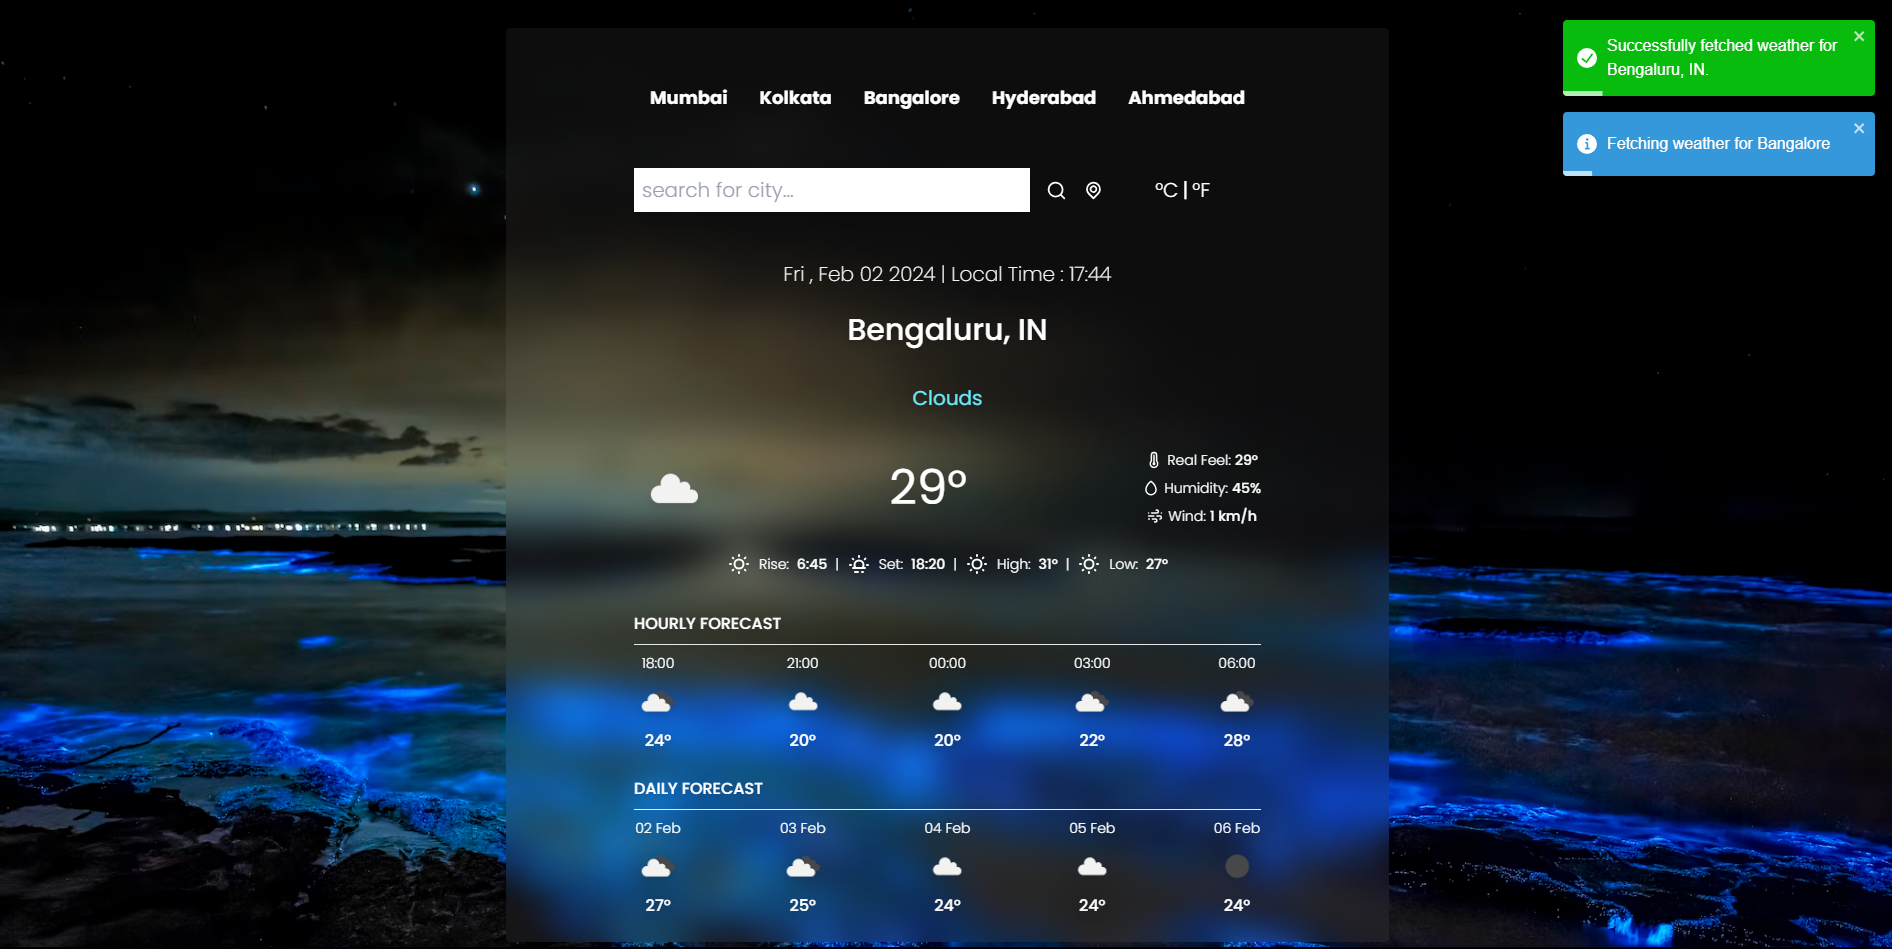 Mumbai Kolkata Bangalore Hyderabad Ahmedabad
search for city...
°C | °F
Fri , Feb 02 2024 | Local Time : 17:44
Bengaluru, IN
Clouds
29°
Real Feel: 29°
Humidity: 45%
Wind: 1 km/h
Rise: 6:45 | Set: 18:20 | High: 31° | Low: 27°
HOURLY FORECAST
18:00 21:00 00:00 03:00 06:00
24° 20° 20° 22° 28°
DAILY FORECAST
02 Feb 03 Feb 04 Feb 05 Feb 06 Feb
27° 25° 24° 24° 24°
Successfully fetched weather for
Bengaluru, IN.
Fetching weather for Bangalore